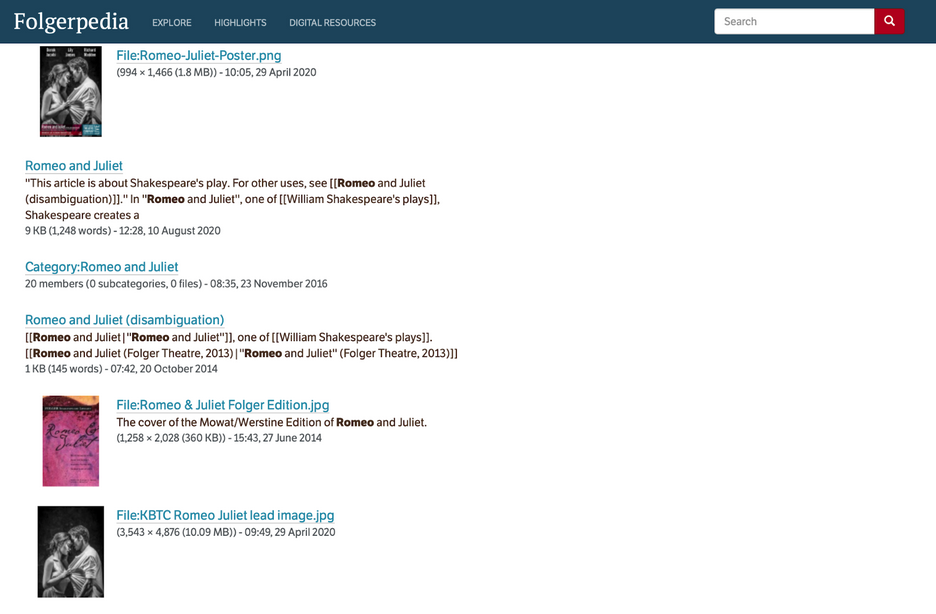 Folgerpedia EXPLORE HIGHLIGHTS DIGITAL RESOURCES Search
File:Romeo-Juliet-Poster.png
(994 × 1,466 (1.8 MB)) - 10:05, 29 April 2020
Romeo and Juliet
"This article is about Shakespeare's play. For other uses, see [[Romeo and Juliet
(disambiguation)]]." In "Romeo and Juliet", one of [[William Shakespeare's plays]],
Shakespeare creates a
9 KB (1,248 words) - 12:28, 10 August 2020
Category:Romeo and Juliet
20 members (0 subcategories, 0 files) - 08:35, 23 November 2016
Romeo and Juliet (disambiguation)
[[Romeo and Juliet|"Romeo and Juliet"]], one of [[William Shakespeare's plays]].
[[Romeo and Juliet (Folger Theatre, 2013)|"Romeo and Juliet" (Folger Theatre, 2013)]]
1 KB (145 words) - 07:42, 20 October 2014
Romeo &
Juliet
File:Romeo & Juliet Folger Edition.jpg
The cover of the Mowat/Werstine Edition of Romeo and Juliet.
(1,258 × 2,028 (360 KB)) - 15:43, 27 June 2014
File:KBTC Romeo Juliet lead image.jpg
(3,543 × 4,876 (10.09 MB)) - 09:49, 29 April 2020